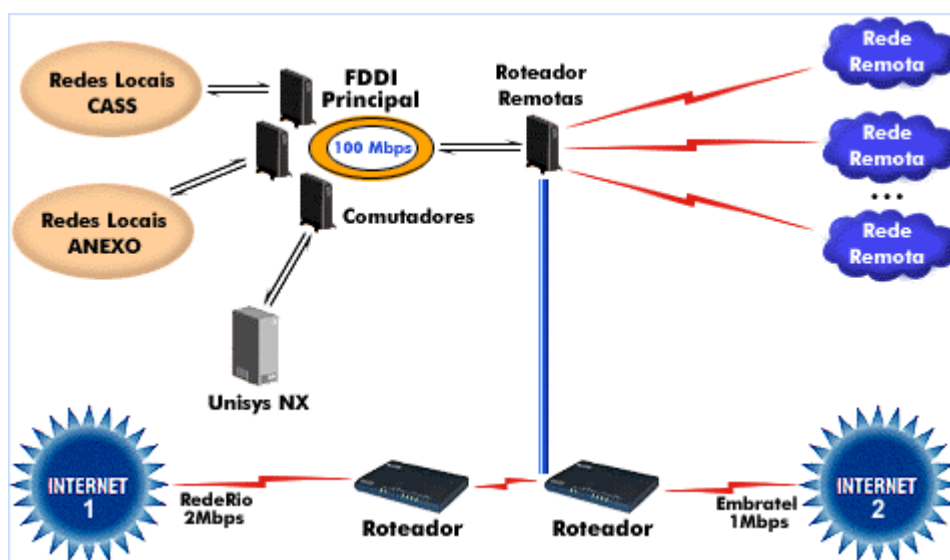 Redes Locais
CASS
FDDI
Principal
100 Mbps
Roteador
Remotas
Rede
Remota
Rede
Remota
...
Rede
Remota
Redes Locais
ANEXO
Comutadores
Unisys NX
INTERNET
1
RedeRio
2Mbps
Roteador
Roteador
Embratel
1Mbps
INTERNET
2